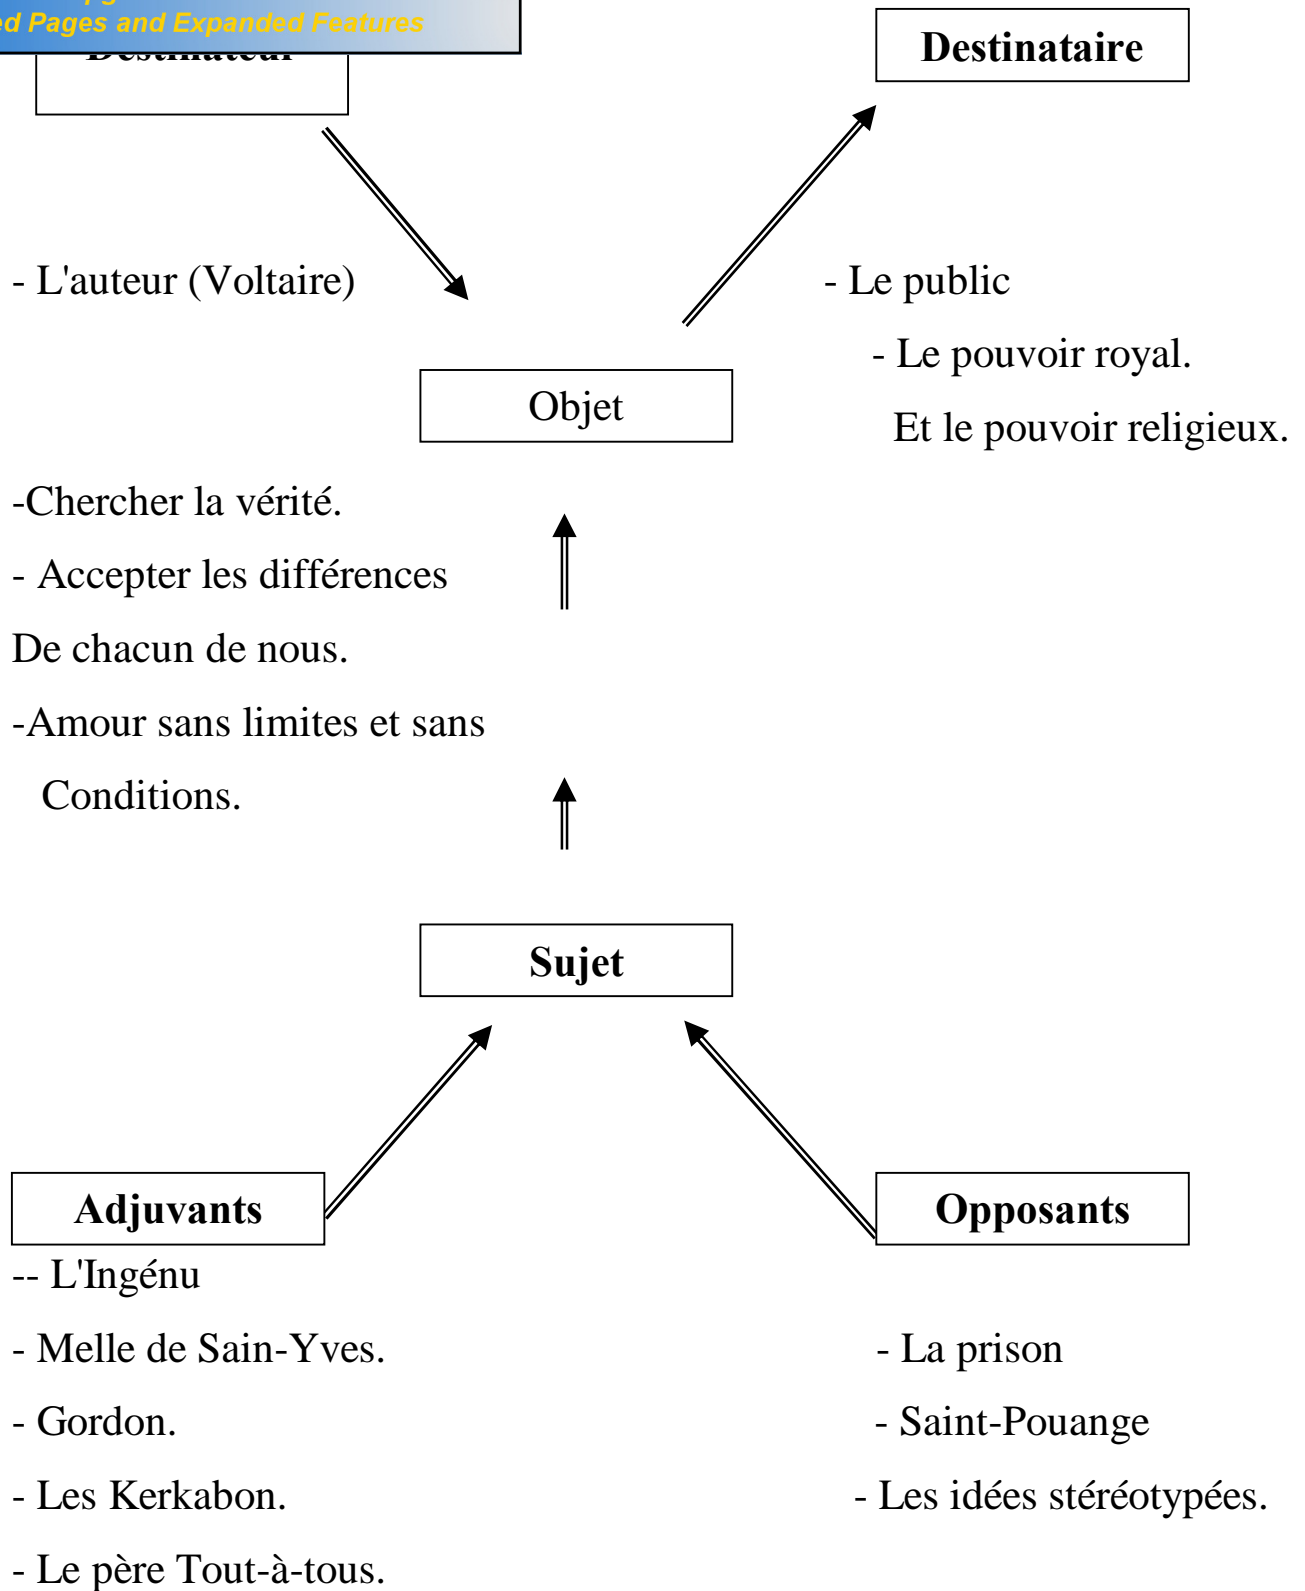 ed Pages and Expanded Features
Destinateur
Destinataire
- L'auteur (Voltaire)
- Le public
- Le pouvoir royal.
Et le pouvoir religieux.
Objet
-Chercher la vérité.
- Accepter les différences
De chacun de nous.
-Amour sans limites et sans
Conditions.
Sujet
Adjuvants
Opposants
-- L'Ingénu
- Melle de Sain-Yves.
- Gordon.
- Les Kerkabon.
- Le père Tout-à-tous.
- La prison
- Saint-Pouange
- Les idées stéréotypées.